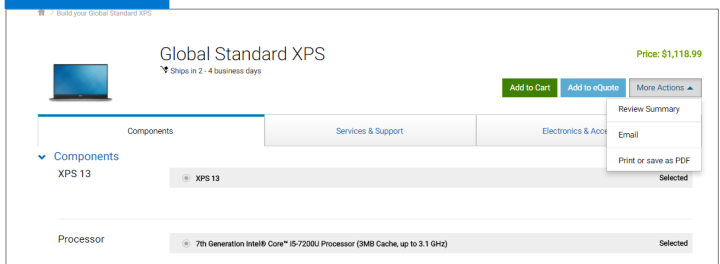 > Build your Global Standard XPS
Global Standard XPS
Ships in 2 - 4 business days
Price: $1,118.99
Add to Cart
Add to eQuote
More Actions
Review Summary
Email
Print or save as PDF
Components
Services & Support
Electronics & Acce
Components
XPS 13
XPS 13
Selected
Processor
7th Generation Intel® Core™ i5-7200U Processor (3MB Cache, up to 3.1 GHz)
Selected